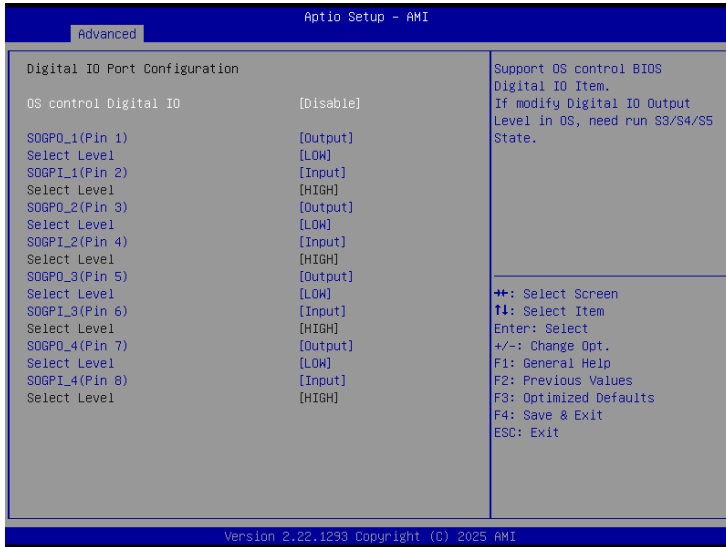 Aptio Setup – AMI
Advanced
Digital IO Port Configuration
OS control Digital IO [Disable]
SOGPO_1(Pin 1) [Output]
Select Level [LOW]
SOGPI_1(Pin 2) [Input]
Select Level [HIGH]
SOGPO_2(Pin 3) [Output]
Select Level [LOW]
SOGPI_2(Pin 4) [Input]
Select Level [HIGH]
SOGPO_3(Pin 5) [Output]
Select Level [LOW]
SOGPI_3(Pin 6) [Input]
Select Level [HIGH]
SOGPO_4(Pin 7) [Output]
Select Level [LOW]
SOGPI_4(Pin 8) [Input]
Select Level [HIGH]
Support OS control BIOS
Digital IO Item.
If modify Digital IO Output
Level in OS, need run S3/S4/S5
State.
→←: Select Screen
↑↓: Select Item
Enter: Select
+/-: Change Opt.
F1: General Help
F2: Previous Values
F3: Optimized Defaults
F4: Save & Exit
ESC: Exit
Version 2.22.1293 Copyright (C) 2025 AMI